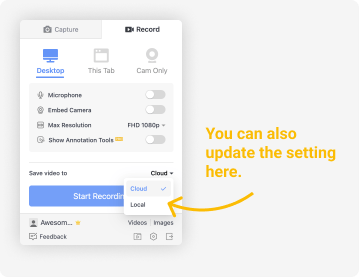 Capture Record
Desktop This Tab Cam Only
Microphone
Embed Camera
Max Resolution FHD 1080p
Show Annotation Tools
You can also
update the setting
here.
Save video to Cloud
Start Recordin
Cloud
Local
Awesom...
Videos Images
Feedback